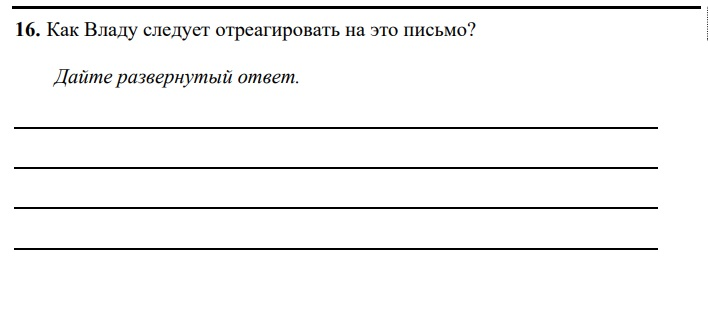 16. Как Владу следует отреагировать на это письмо?
Дайте развернутый ответ.